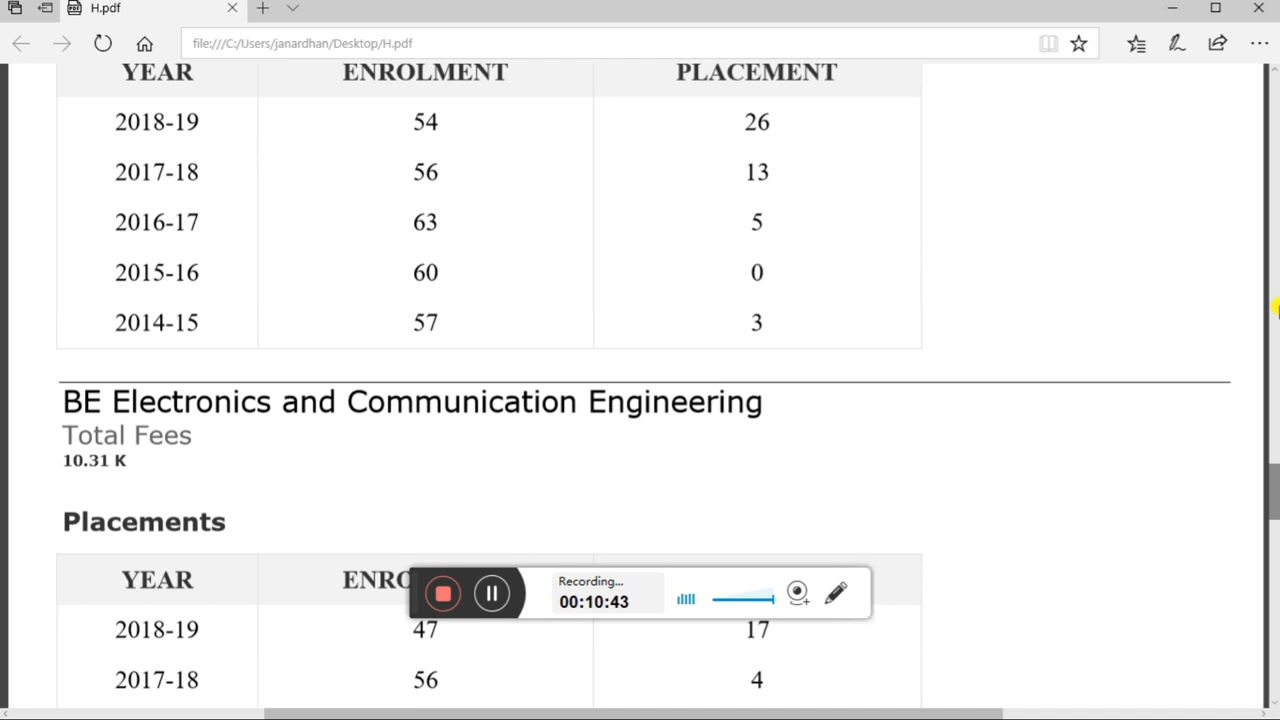 H.pdf
file:///C:/Users/janardhan/Desktop/H.pdf
YEAR ENROLMENT PLACEMENT
2018-19 54 26
2017-18 56 13
2016-17 63 5
2015-16 60 0
2014-15 57 3
BE Electronics and Communication Engineering
Total Fees
10.31 K
Placements
YEAR ENRO
Recording...
00:10:43
2018-19 47 17
2017-18 56 4